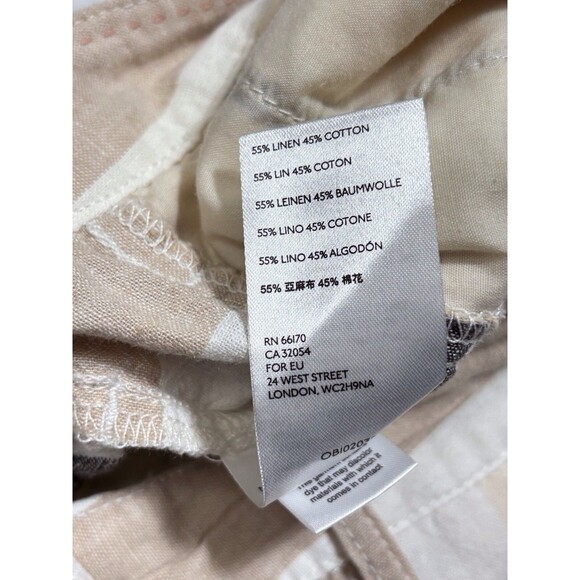 55% LINEN 45% COTTON
55% LIN 45% COTON
55% LEINEN 45% BAUMWOLLE
55% LINO 45% COTONE
55% LINO 45% ALGODÓN
55% 亞麻布 45% 棉花
RN 66170
CA 32054
FOR EU
24 WEST STREET
LONDON, WC2H9NA
OBI0202
dye that may discolor
materials with which it
comes in contact